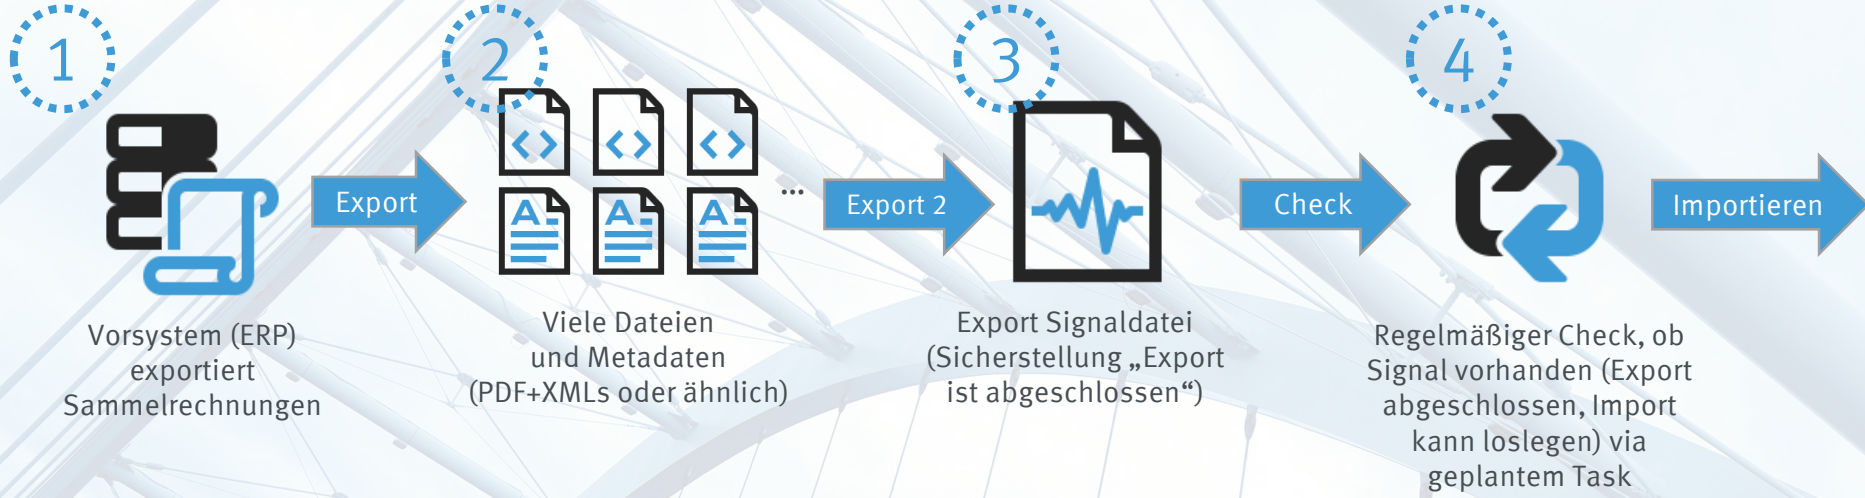 1
2
3
4
Export
...
Export 2
Check
Importieren
A
A
A
Vorsystem (ERP)
exportiert
Sammelrechnungen
Viele Dateien
und Metadaten
(PDF+XMLs oder ähnlich)
Export Signaldatei
(Sicherstellung „Export
ist abgeschlossen“)
Regelmäßiger Check, ob
Signal vorhanden (Export
abgeschlossen, Import
kann loslegen) via
geplantem Task